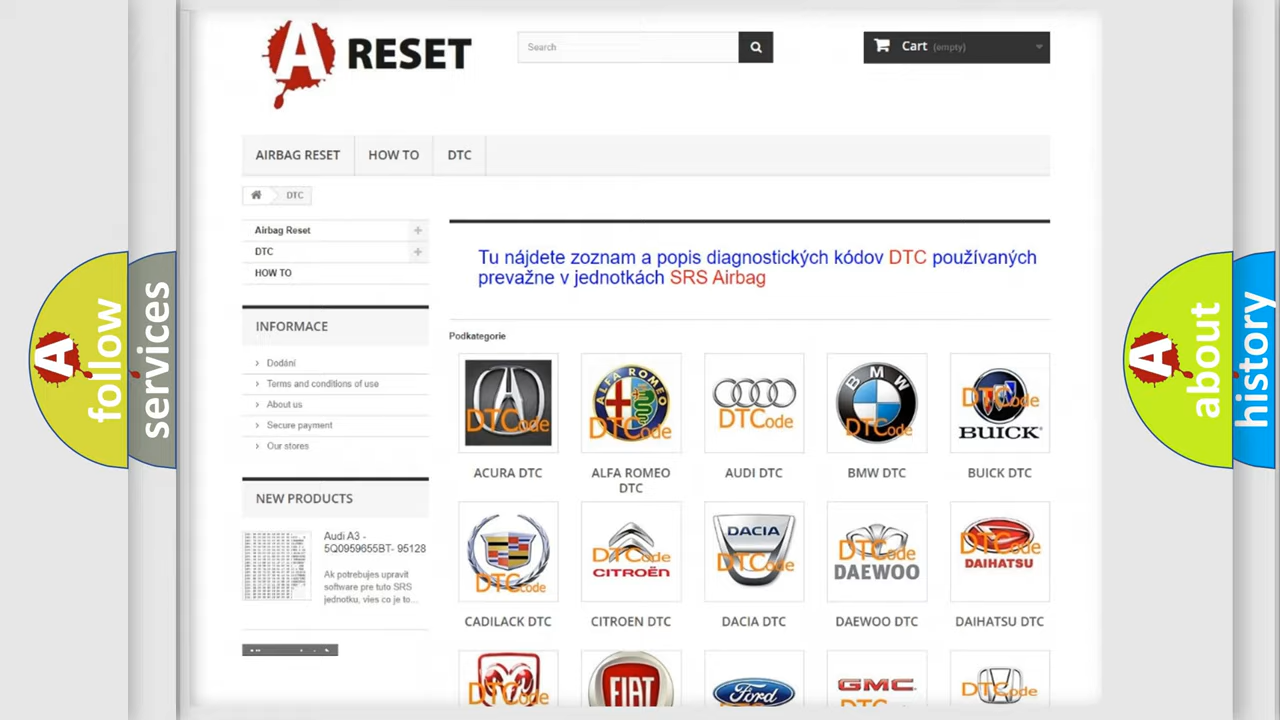 A RESET
Search
Cart (empty)
AIRBAG RESET
HOW TO
DTC
DTC
Airbag Reset
DTC
HOW TO
INFORMACE
Dodání
Terms and conditions of use
About us
Secure payment
Our stores
NEW PRODUCTS
Audi A3 -
5Q0959655BT- 95128
Ak potrebujes upravit
software pre tuto SRS
jednotku, vies co je to...
Tu nájdete zoznam a popis diagnostických kódov DTC používaných
prevažne v jednotkách SRS Airbag
Podkategorie
DTCode
ALFA ROMEO
DTCode
DTCode
BMW
DTCode
DTCode
BUICK
ACURA DTC
ALFA ROMEO
DTC
AUDI DTC
BMW DTC
BUICK DTC
DTCode
DTCode
CITROËN
DACIA
DTCode
DTCode
DAEWOO
DTCode
DAIHATSU
CADILACK DTC
CITROEN DTC
DACIA DTC
DAEWOO DTC
DAIHATSU DTC
DTCode
FIAT
Ford
GMC
DTCode
A follow
services
A about
history